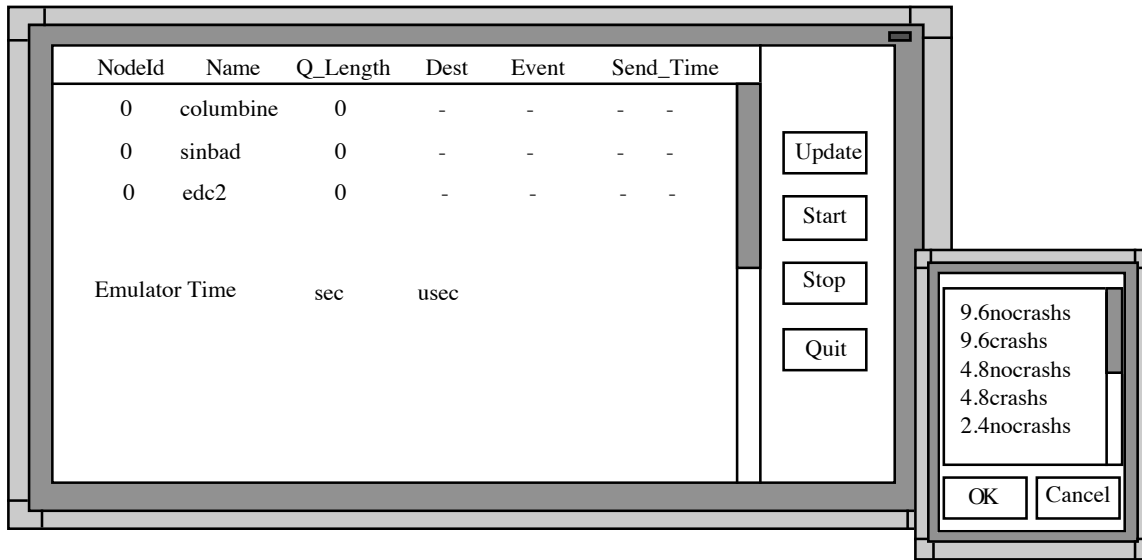 NodeId Name Q_Length Dest Event Send_Time
0 columbine 0 - - - -
0 sinbad 0 - - - -
0 edc2 0 - - - -
Emulator Time sec usec
Update
Start
Stop
Quit
9.6nocrashs
9.6crashs
4.8nocrashs
4.8crashs
2.4nocrashs
OK Cancel